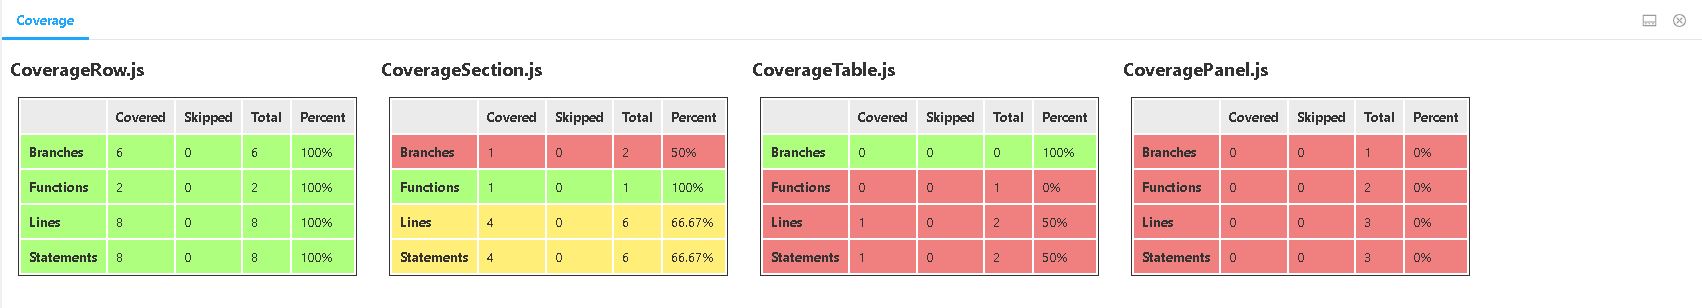 Coverage
CoverageRow.js
Covered Skipped Total Percent
Branches 6 0 6 100%
Functions 2 0 2 100%
Lines 8 0 8 100%
Statements 8 0 8 100%
CoverageSection.js
Covered Skipped Total Percent
Branches 1 0 2 50%
Functions 1 0 1 100%
Lines 4 0 6 66.67%
Statements 4 0 6 66.67%
CoverageTable.js
Covered Skipped Total Percent
Branches 0 0 0 100%
Functions 0 0 1 0%
Lines 1 0 2 50%
Statements 1 0 2 50%
CoveragePanel.js
Covered Skipped Total Percent
Branches 0 0 1 0%
Functions 0 0 2 0%
Lines 0 0 3 0%
Statements 0 0 3 0%